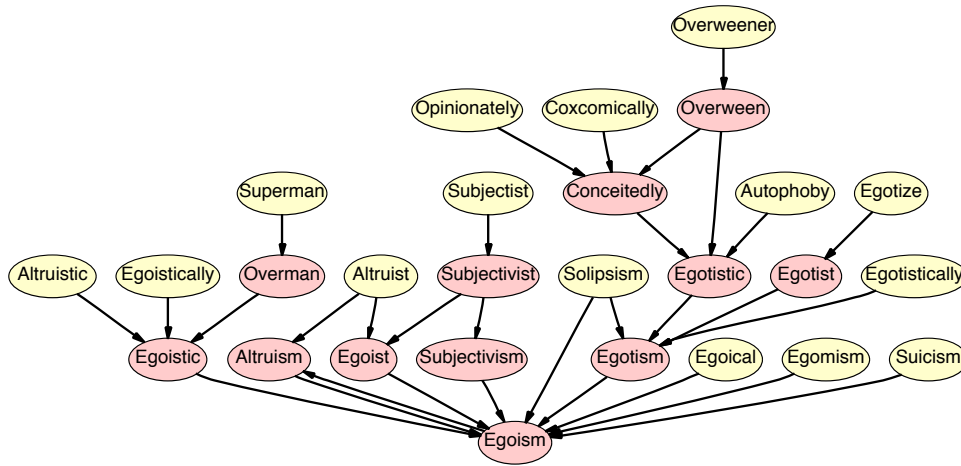 Overweener
Opinionately
Coxcomically
Overween
Superman
Subjectist
Conceitedly
Autophoby
Egotize
Altruistic
Egoistically
Overman
Altruist
Subjectivist
Solipsism
Egotistic
Egotist
Egotistically
Egoistic
Altruism
Egoist
Subjectivism
Egotism
Egoical
Egomism
Suicism
Egoism